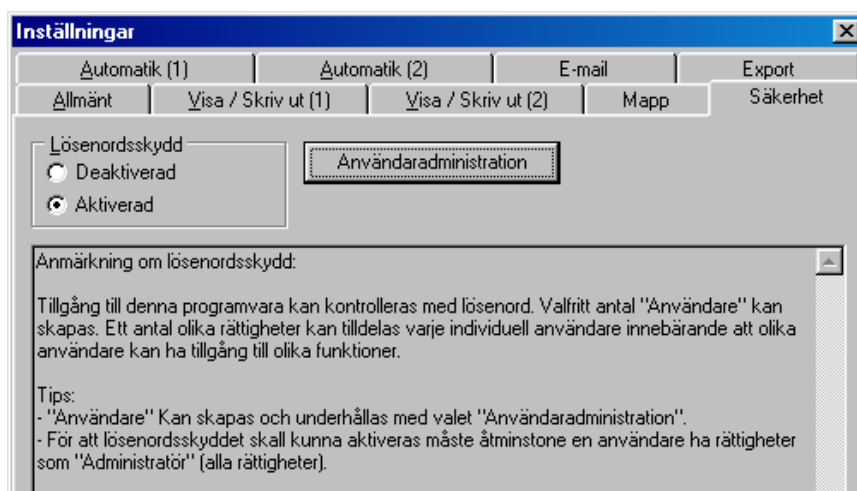 Inställningar
Automatik (1) Automatik (2) E-mail Export
Allmänt Visa / Skriv ut (1) Visa / Skriv ut (2) Mapp Säkerhet
Lösenordsskydd
Deaktiverad
Aktiverad
Användaradministration
Anmärkning om lösenordsskydd:
Tillgång till denna programvara kan kontrolleras med lösenord. Valfritt antal "Användare" kan
skapas. Ett antal olika rättigheter kan tilldelas varje individuell användare innebärande att olika
användare kan ha tillgång till olika funktioner.
Tips:
- "Användare" Kan skapas och underhållas med valet "Användaradministration".
- För att lösenordsskyddet skall kunna aktiveras måste åtminstone en användare ha rättigheter
som "Administratör" (alla rättigheter).